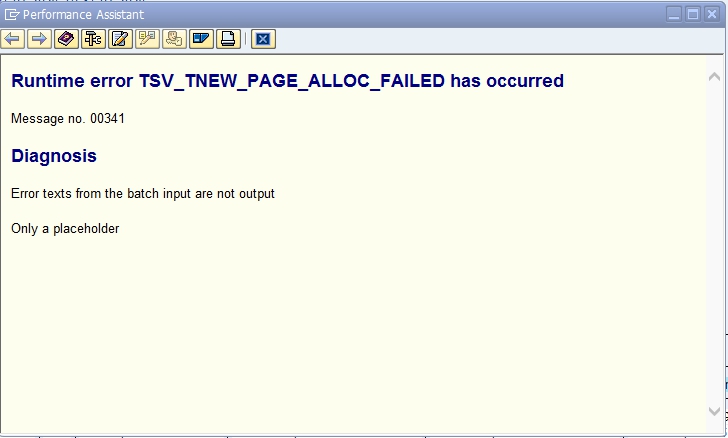 Performance Assistant
Runtime error TSV_TNEW_PAGE_ALLOC_FAILED has occurred
Message no. 00341
Diagnosis
Error texts from the batch input are not output
Only a placeholder